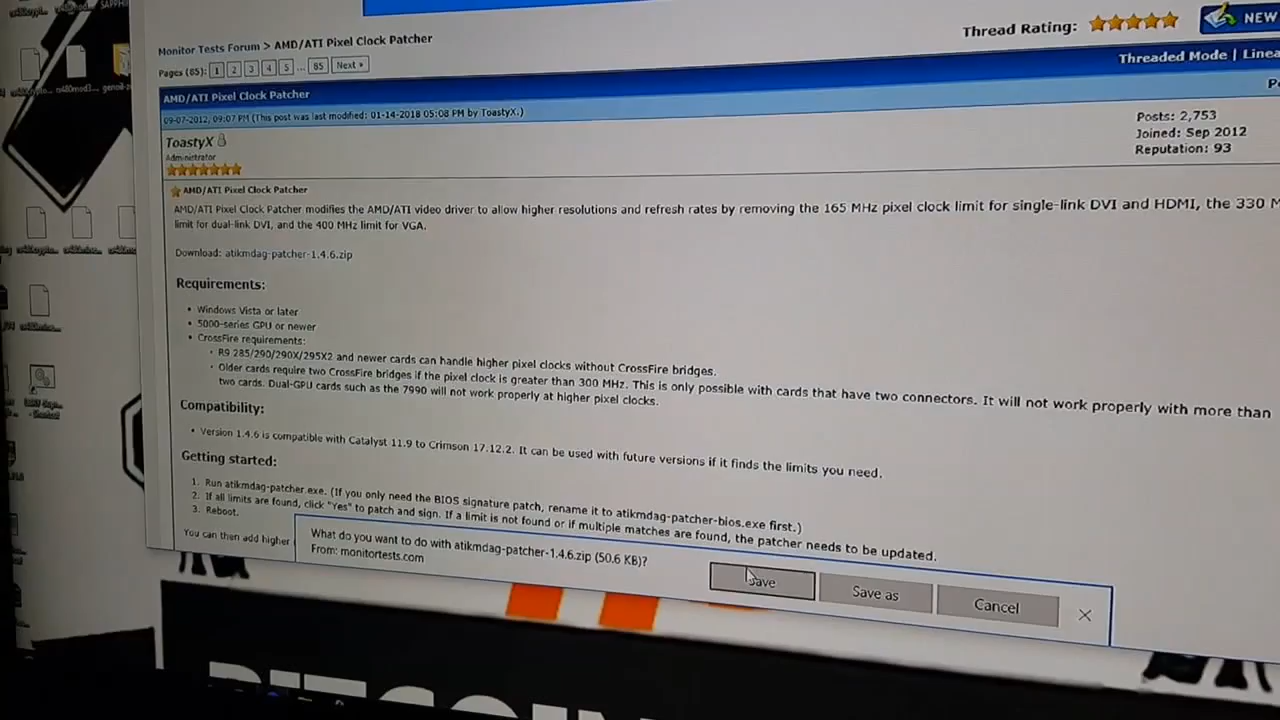 SAPPHI
Thread Rating:
NEW
Monitor Tests Forum > AMD/ATI Pixel Clock Patcher
Pages (85): 1 2 3 4 5 ... 85 Next »
Threaded Mode | Linea
AMD/ATI Pixel Clock Patcher
09-07-2012, 09:07 PM (This post was last modified: 01-14-2018 05:08 PM by ToastyX.)
Po
ToastyX
Administrator
Posts: 2,753
Joined: Sep 2012
Reputation: 93
AMD/ATI Pixel Clock Patcher
AMD/ATI Pixel Clock Patcher modifies the AMD/ATI video driver to allow higher resolutions and refresh rates by removing the 165 MHz pixel clock limit for single-link DVI and HDMI, the 330 M
limit for dual-link DVI, and the 400 MHz limit for VGA.
Download: atikmdag-patcher-1.4.6.zip
Requirements:
• Windows Vista or later
• 5000-series GPU or newer
• CrossFire requirements:
• R9 285/290/290X/295X2 and newer cards can handle higher pixel clocks without CrossFire bridges.
• Older cards require two CrossFire bridges if the pixel clock is greater than 300 MHz. This is only possible with cards that have two connectors. It will not work properly with more than
two cards. Dual-GPU cards such as the 7990 will not work properly at higher pixel clocks.
Compatibility:
• Version 1.4.6 is compatible with Catalyst 11.9 to Crimson 17.12.2. It can be used with future versions if it finds the limits you need.
Getting started:
1. Run atikmdag-patcher.exe. (If you only need the BIOS signature patch, rename it to atikmdag-patcher-bios.exe first.)
2. If all limits are found, click "Yes" to patch and sign. If a limit is not found or if multiple matches are found, the patcher needs to be updated.
3. Reboot.
You can then add higher
What do you want to do with atikmdag-patcher-1.4.6.zip (50.6 KB)?
From: monitortests.com
Save
Save as
Cancel
BITCOIN